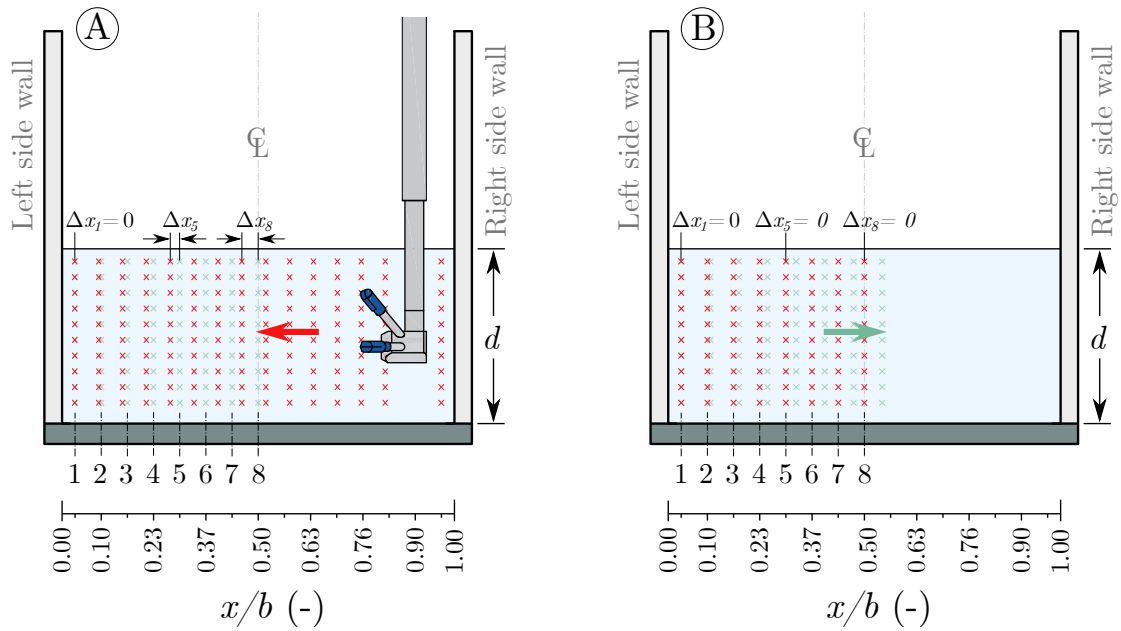 A
Left side wall
Right side wall
℄
Δx₁= 0
Δx₅
Δx₈
d
1 2 3 4 5 6 7 8
0.00 0.10 0.23 0.37 0.50 0.63 0.76 0.90 1.00
x/b (-)
B
Left side wall
Right side wall
℄
Δx₁= 0
Δx₅= 0
Δx₈= 0
d
1 2 3 4 5 6 7 8
0.00 0.10 0.23 0.37 0.50 0.63 0.76 0.90 1.00
x/b (-)